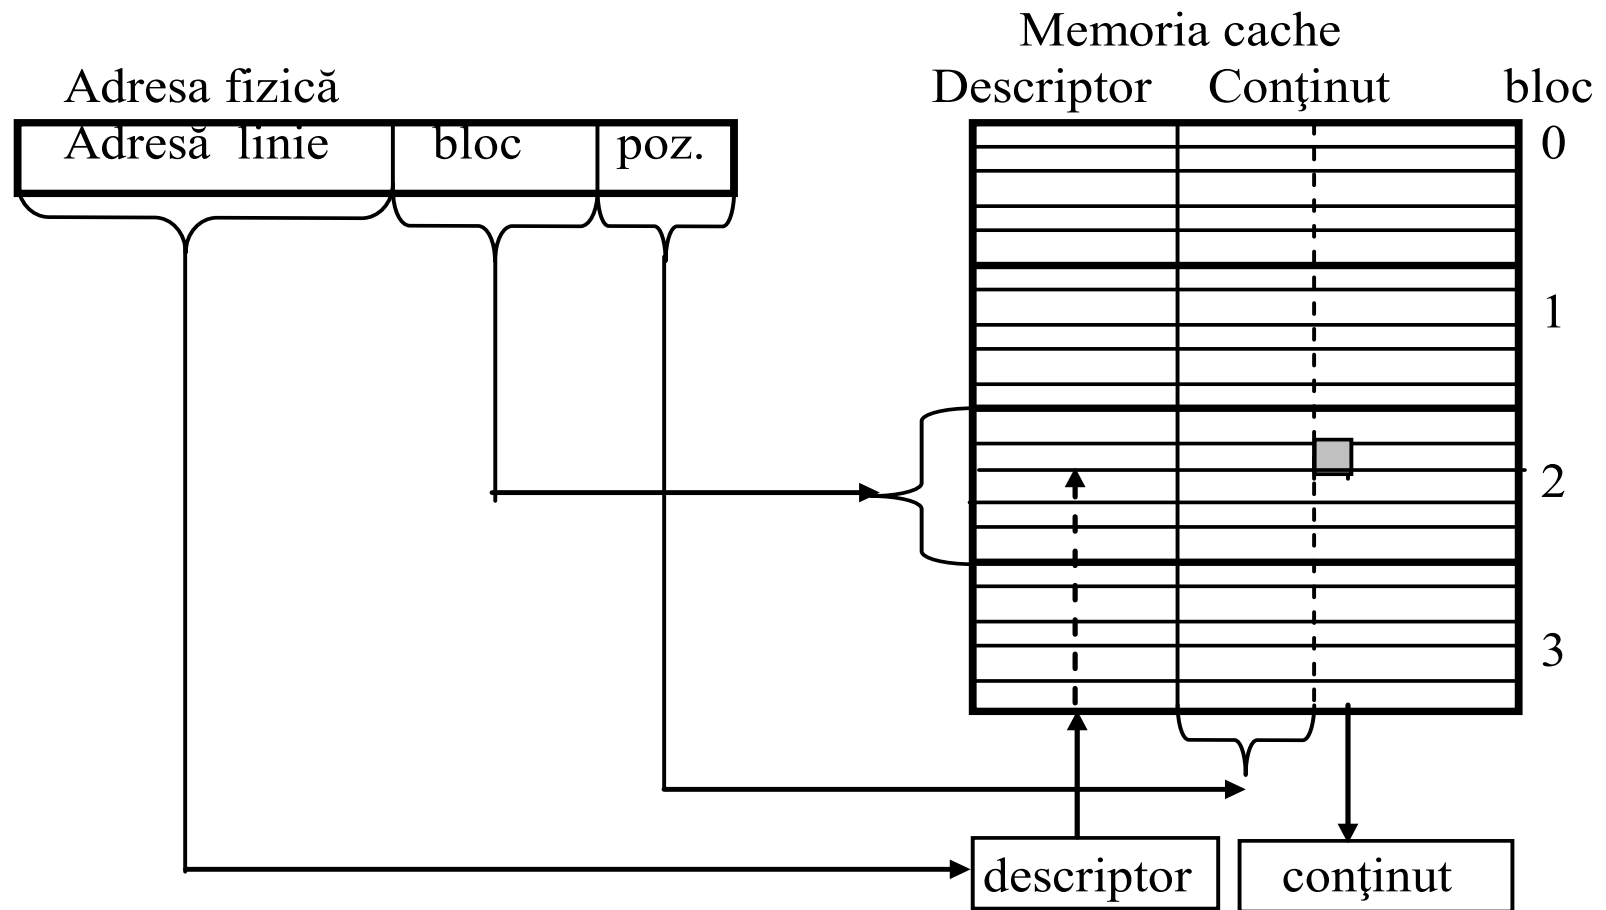 Memoria cache
Adresa fizică
Descriptor Conţinut bloc
Adresă linie bloc poz.
0
1
2
3
descriptor
conţinut